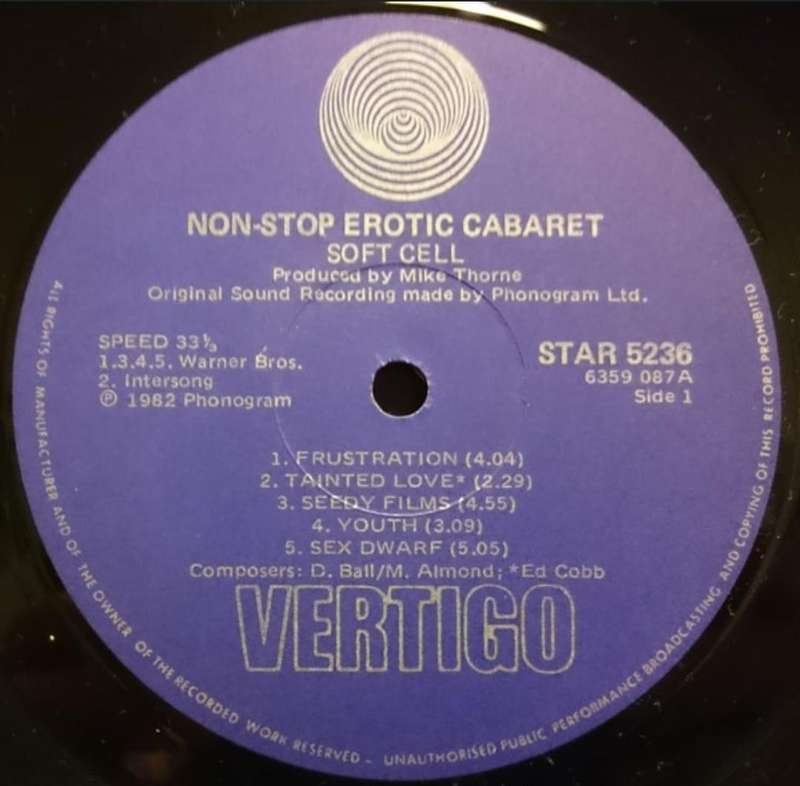 NON-STOP EROTIC CABARET
SOFT CELL
Produced by Mike Thorne
Original Sound Recording made by Phonogram Ltd.
SPEED 33⅓
1.3.4.5. Warner Bros.
2. Intersong
℗ 1982 Phonogram
STAR 5236
6359 087A
Side 1
1. FRUSTRATION (4.04)
2. TAINTED LOVE* (2.29)
3. SEEDY FILMS (4.55)
4. YOUTH (3.09)
5. SEX DWARF (5.05)
Composers: D. Ball/M. Almond; *Ed Cobb
VERTIGO
ALL RIGHTS OF MANUFACTURER AND OF THE OWNER OF THE RECORDED WORK RESERVED - UNAUTHORISED PUBLIC PERFORMANCE BROADCASTING AND COPYING OF THIS RECORD PROHIBITED